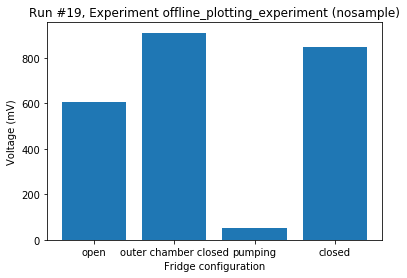 Run #19, Experiment offline_plotting_experiment (nosample)
Voltage (mV)
800
600
400
200
0
open outer chamber closed pumping closed
Fridge configuration